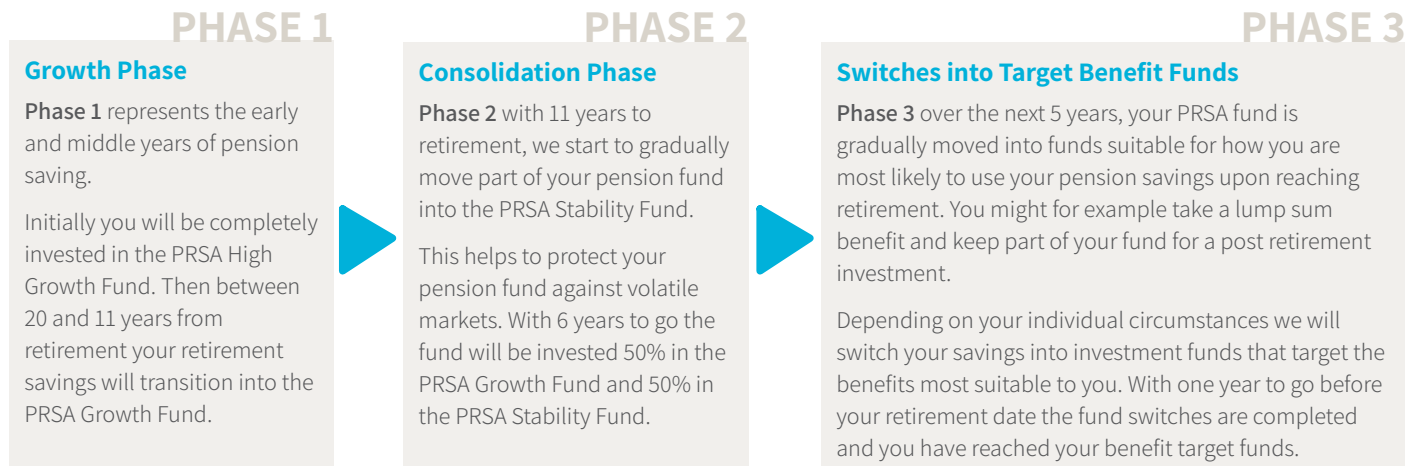 PHASE 1
Growth Phase
Phase 1 represents the early
and middle years of pension
saving.
Initially you will be completely
invested in the PRSA High
Growth Fund. Then between
20 and 11 years from
retirement your retirement
savings will transition into the
PRSA Growth Fund.
PHASE 2
Consolidation Phase
Phase 2 with 11 years to
retirement, we start to gradually
move part of your pension fund
into the PRSA Stability Fund.
This helps to protect your
pension fund against volatile
markets. With 6 years to go the
fund will be invested 50% in the
PRSA Growth Fund and 50% in
the PRSA Stability Fund.
PHASE 3
Switches into Target Benefit Funds
Phase 3 over the next 5 years, your PRSA fund is
gradually moved into funds suitable for how you are
most likely to use your pension savings upon reaching
retirement. You might for example take a lump sum
benefit and keep part of your fund for a post retirement
investment.
Depending on your individual circumstances we will
switch your savings into investment funds that target the
benefits most suitable to you. With one year to go before
your retirement date the fund switches are completed
and you have reached your benefit target funds.